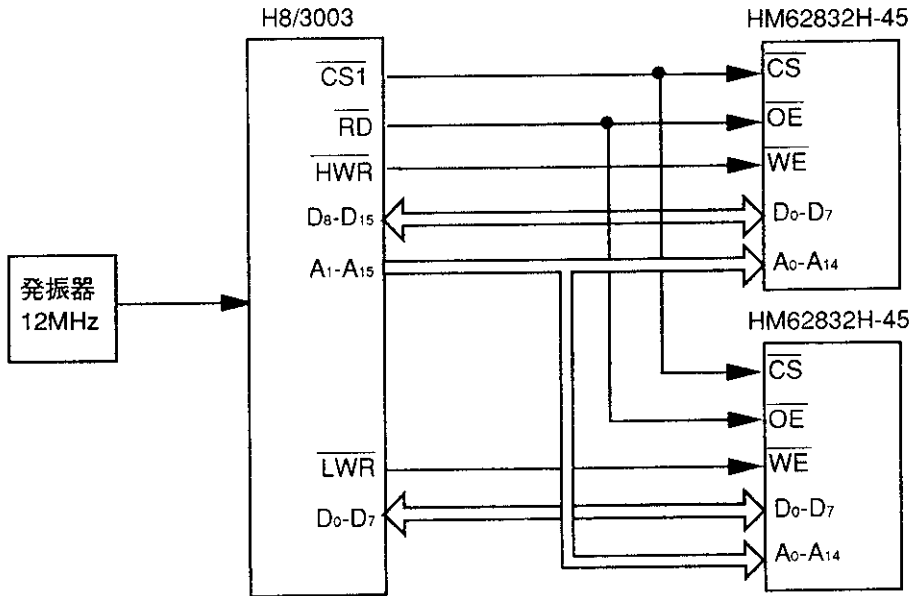 H8/3003
HM62832H-45
CS1
CS
RD
OE
HWR
WE
D8-D15
D0-D7
A1-A15
A0-A14
発振器
12MHz
HM62832H-45
CS
OE
LWR
WE
D0-D7
D0-D7
A0-A14